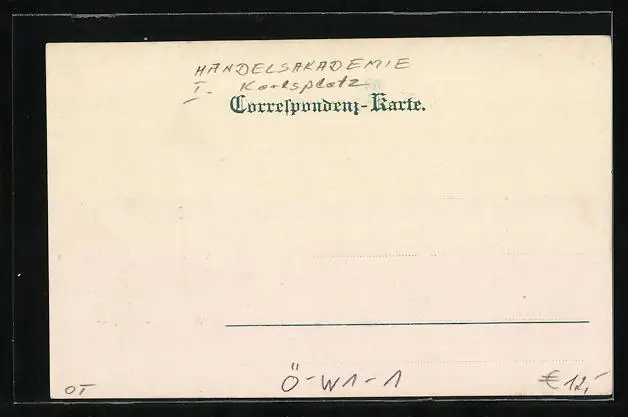 HANDELSAKADEMIE
I- Karlsplatz
Correſpondenz-Karte.
OT
Ö-W1-1
€ 12,-